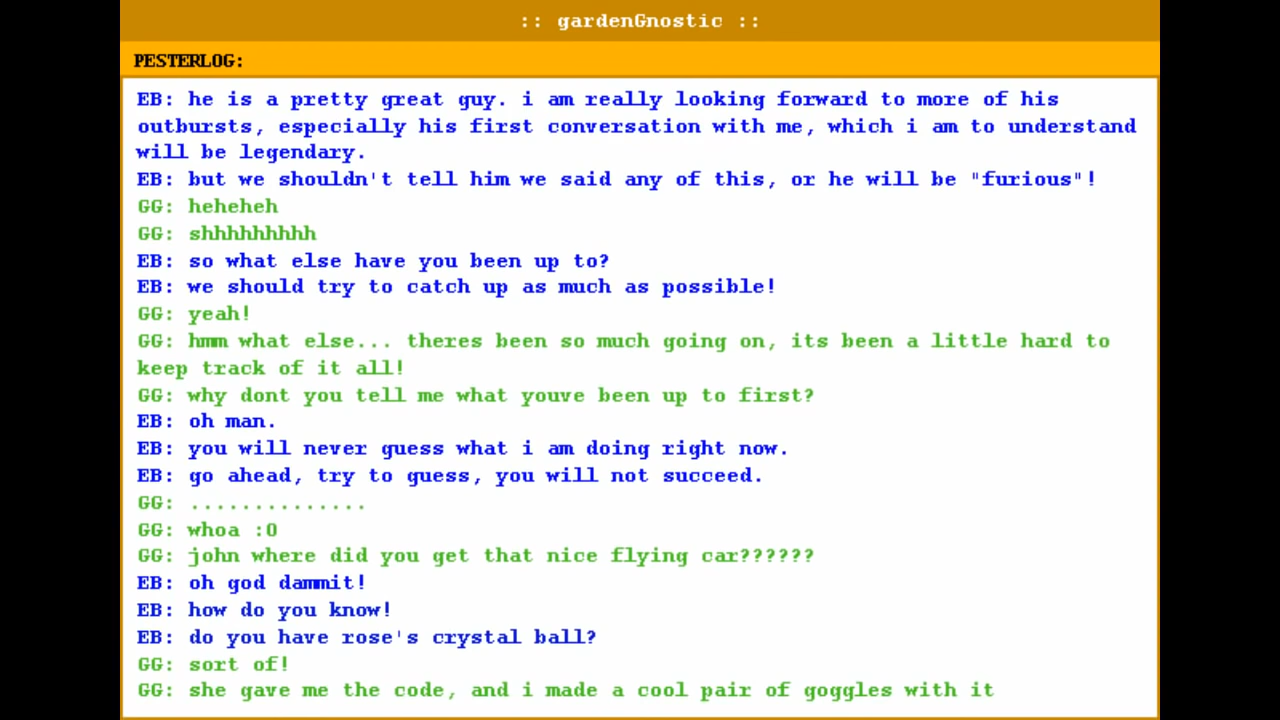 :: gardenGnostic ::
PESTERLOG:
EB: he is a pretty great guy. i am really looking forward to more of his
outbursts, especially his first conversation with me, which i am to understand
will be legendary.
EB: but we shouldn't tell him we said any of this, or he will be "furious"!
GG: heheheh
GG: shhhhhhhhh
EB: so what else have you been up to?
EB: we should try to catch up as much as possible!
GG: yeah!
GG: hmm what else... theres been so much going on, its been a little hard to
keep track of it all!
GG: why dont you tell me what youve been up to first?
EB: oh man.
EB: you will never guess what i am doing right now.
EB: go ahead, try to guess, you will not succeed.
GG: ..............
GG: whoa :O
GG: john where did you get that nice flying car??????
EB: oh god dammit!
EB: how do you know!
EB: do you have rose's crystal ball?
GG: sort of!
GG: she gave me the code, and i made a cool pair of goggles with it